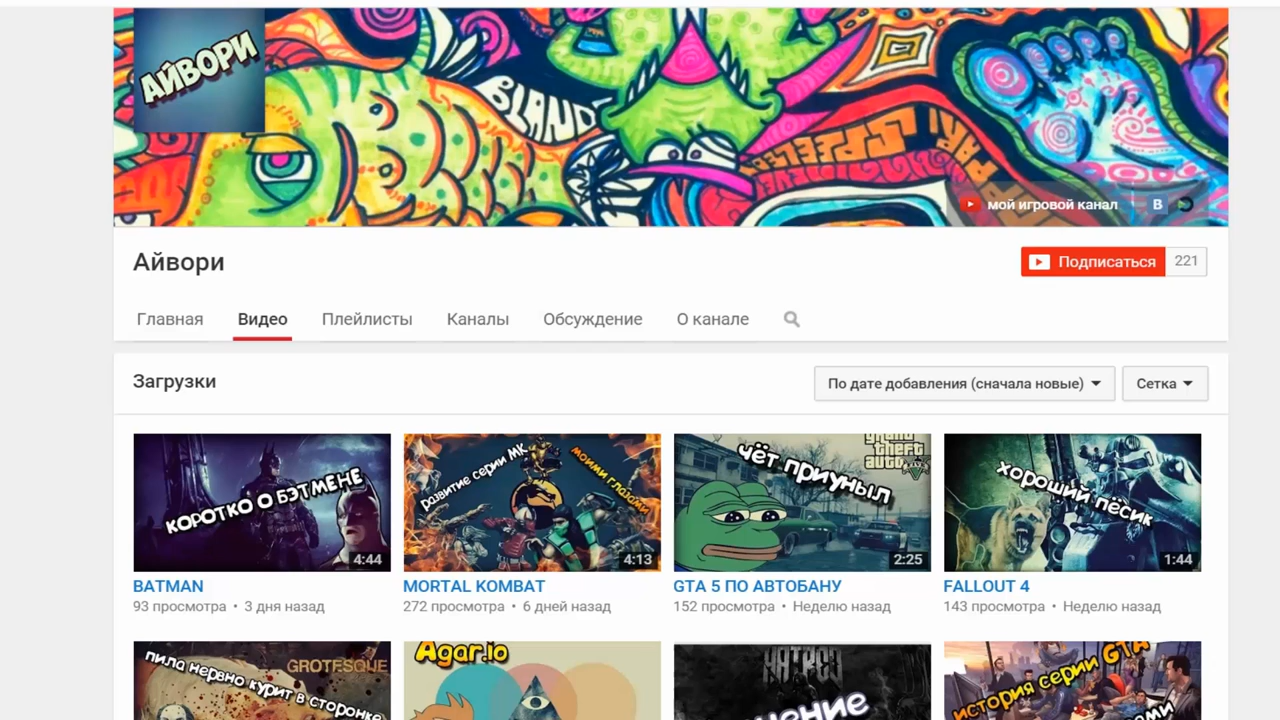 АЙВОРИ
BLAND
мой игровой канал
В
Айвори
Подписаться 221
Главная Видео Плейлисты Каналы Обсуждение О канале
Загрузки
По дате добавления (сначала новые) Сетка
КОРОТКО О БЭТМЕНЕ
4:44
развитие серии МК
моими глазами
4:13
grand theft auto V
чёт приуныл
2:25
хороший пёсик
1:44
BATMAN
93 просмотра • 3 дня назад
MORTAL KOMBAT
272 просмотра • 6 дней назад
GTA 5 ПО АВТОБАНУ
152 просмотра • Неделю назад
FALLOUT 4
143 просмотра • Неделю назад
пила нервно курит в сторонке
GROTESQUE
Agar.io
HATRED
история серии GTA